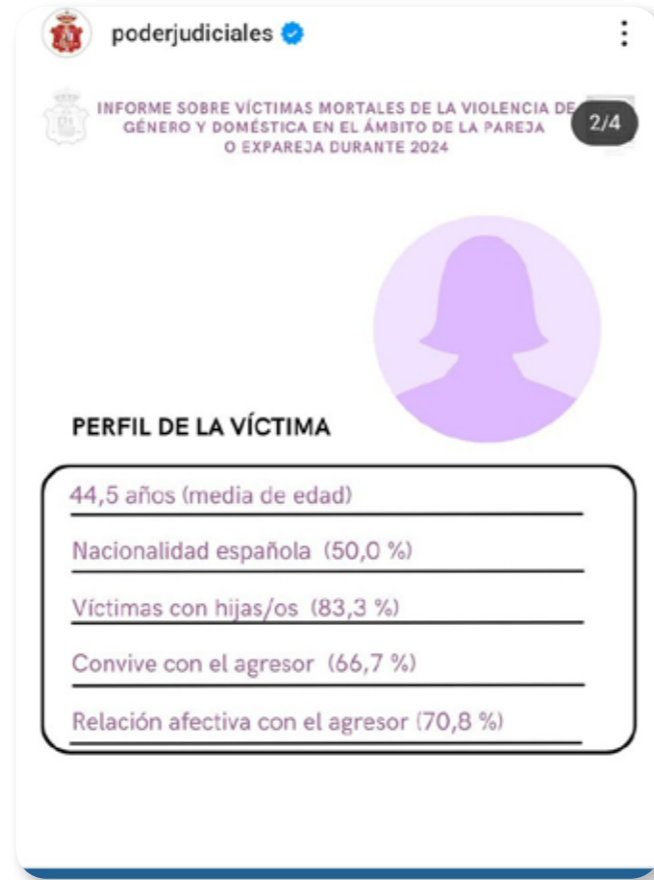 poderjudiciales
INFORME SOBRE VÍCTIMAS MORTALES DE LA VIOLENCIA DE
GÉNERO Y DOMÉSTICA EN EL ÁMBITO DE LA PAREJA
O EXPAREJA DURANTE 2024
2/4
PERFIL DE LA VÍCTIMA
44,5 años (media de edad)
Nacionalidad española (50,0 %)
Víctimas con hijas/os (83,3 %)
Convive con el agresor (66,7 %)
Relación afectiva con el agresor (70,8 %)